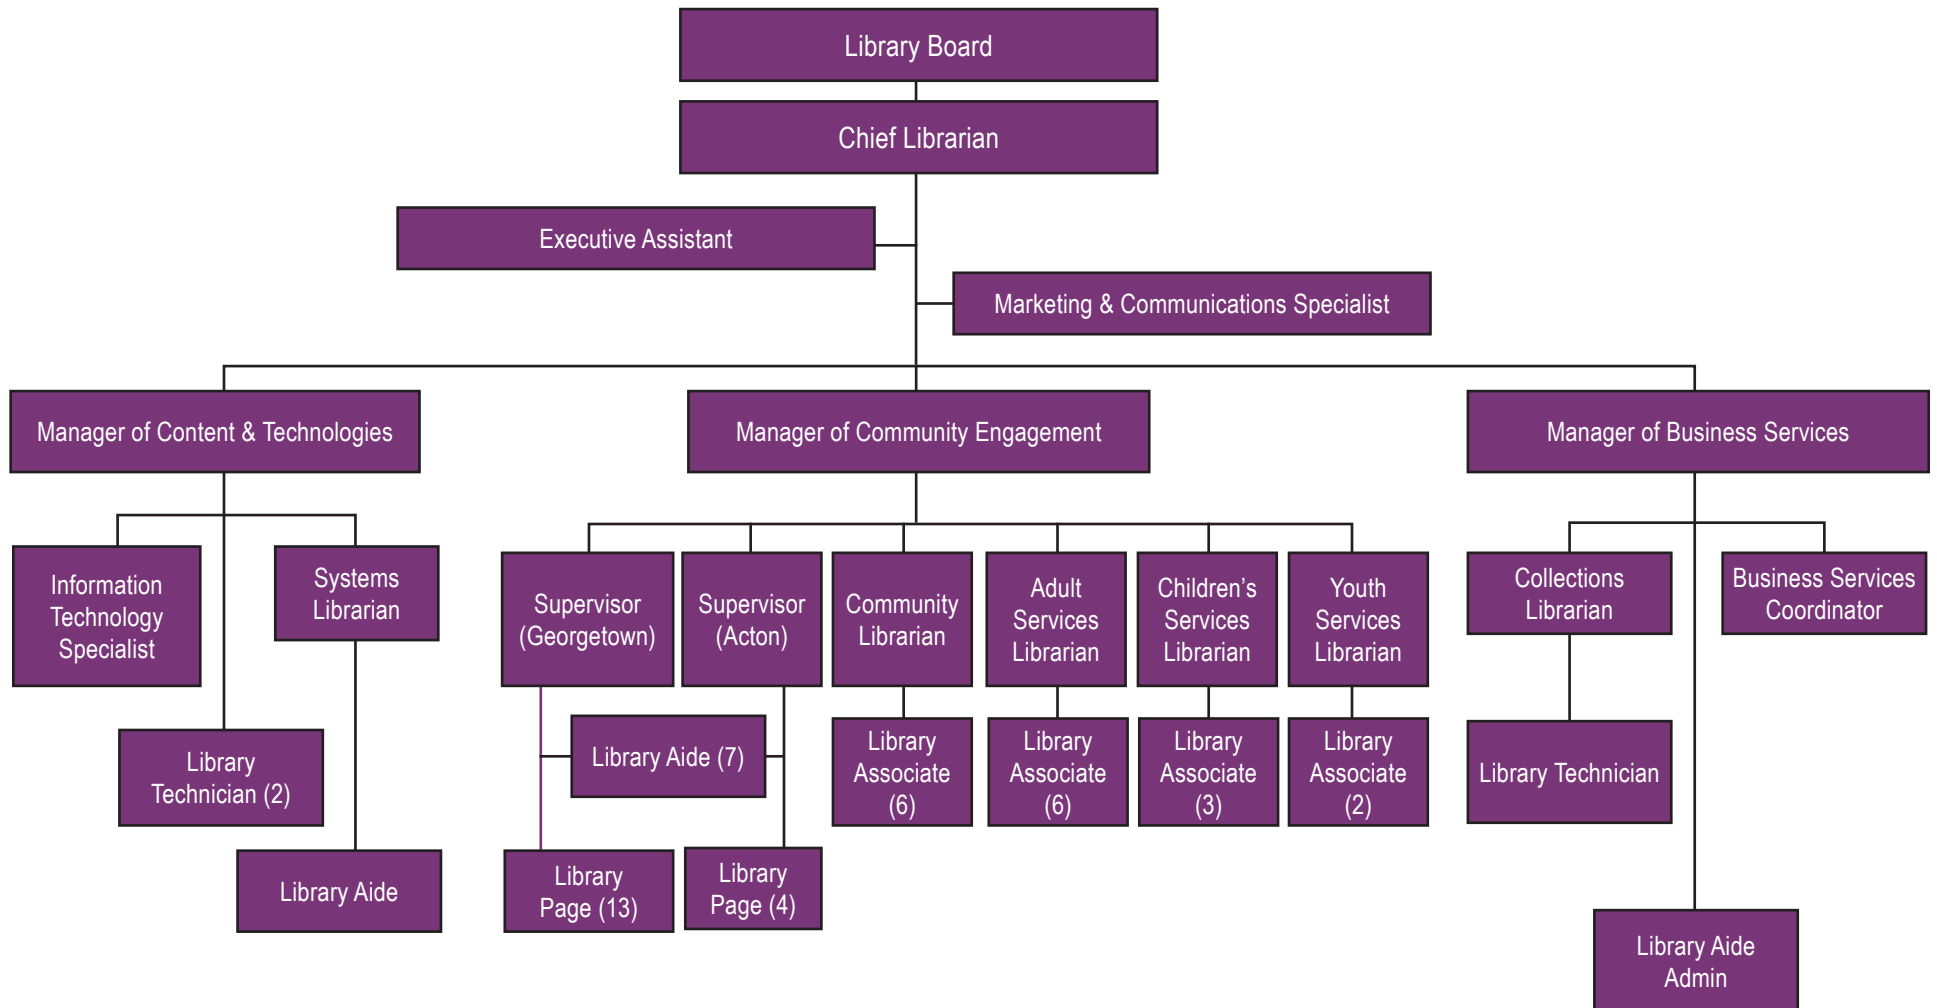 Library Board
Chief Librarian
Executive Assistant
Marketing & Communications Specialist
Manager of Content & Technologies
Manager of Community Engagement
Manager of Business Services
Information
Technology
Specialist
Systems
Librarian
Supervisor
(Georgetown)
Supervisor
(Acton)
Community
Librarian
Adult
Services
Librarian
Children’s
Services
Librarian
Youth
Services
Librarian
Collections
Librarian
Business Services
Coordinator
Library
Technician (2)
Library Aide (7)
Library
Associate
(6)
Library
Associate
(6)
Library
Associate
(3)
Library
Associate
(2)
Library Technician
Library Aide
Library
Page (13)
Library
Page (4)
Library Aide
Admin